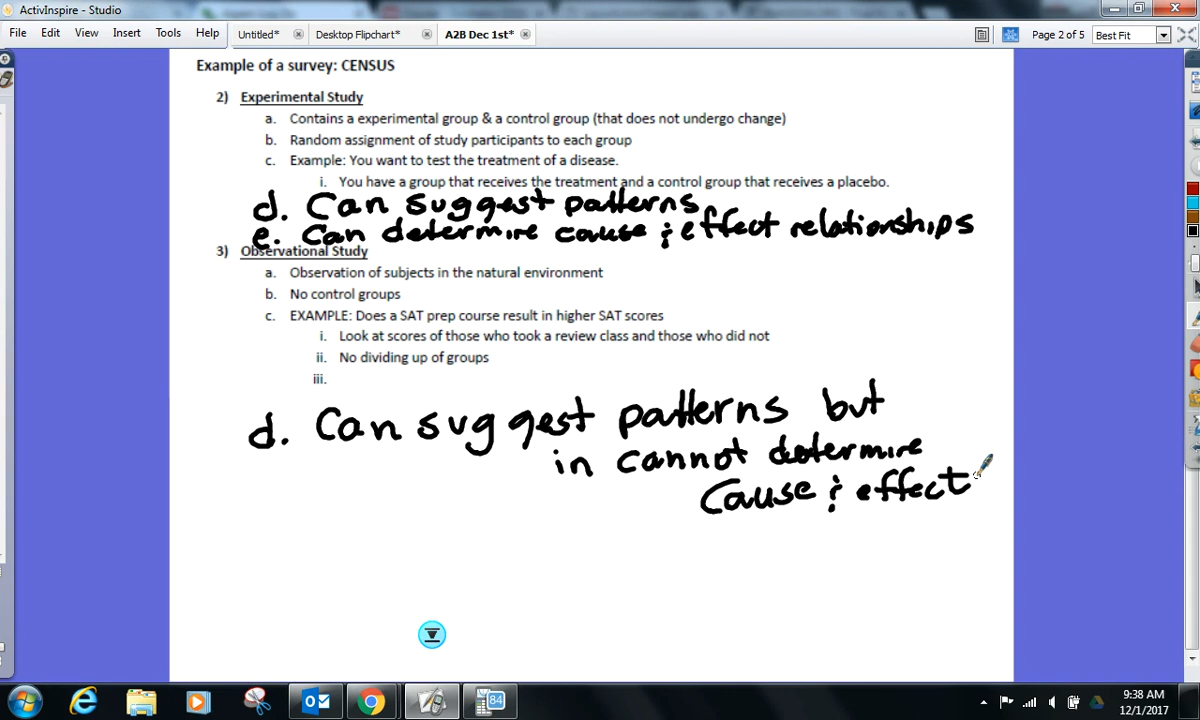 ActivInspire - Studio
File Edit View Insert Tools Help Untitled* Desktop Flipchart* A2B Dec 1st* Page 2 of 5 Best Fit
Example of a survey: CENSUS
2) Experimental Study
a. Contains a experimental group & a control group (that does not undergo change)
b. Random assignment of study participants to each group
c. Example: You want to test the treatment of a disease.
i. You have a group that receives the treatment and a control group that receives a placebo.
d. Can suggest patterns
e. Can determine cause & effect relationships
3) Observational Study
a. Observation of subjects in the natural environment
b. No control groups
c. EXAMPLE: Does a SAT prep course result in higher SAT scores
i. Look at scores of those who took a review class and those who did not
ii. No dividing up of groups
iii.
d. Can suggest patterns but
in cannot determine
Cause & effect
84
9:38 AM
12/1/2017